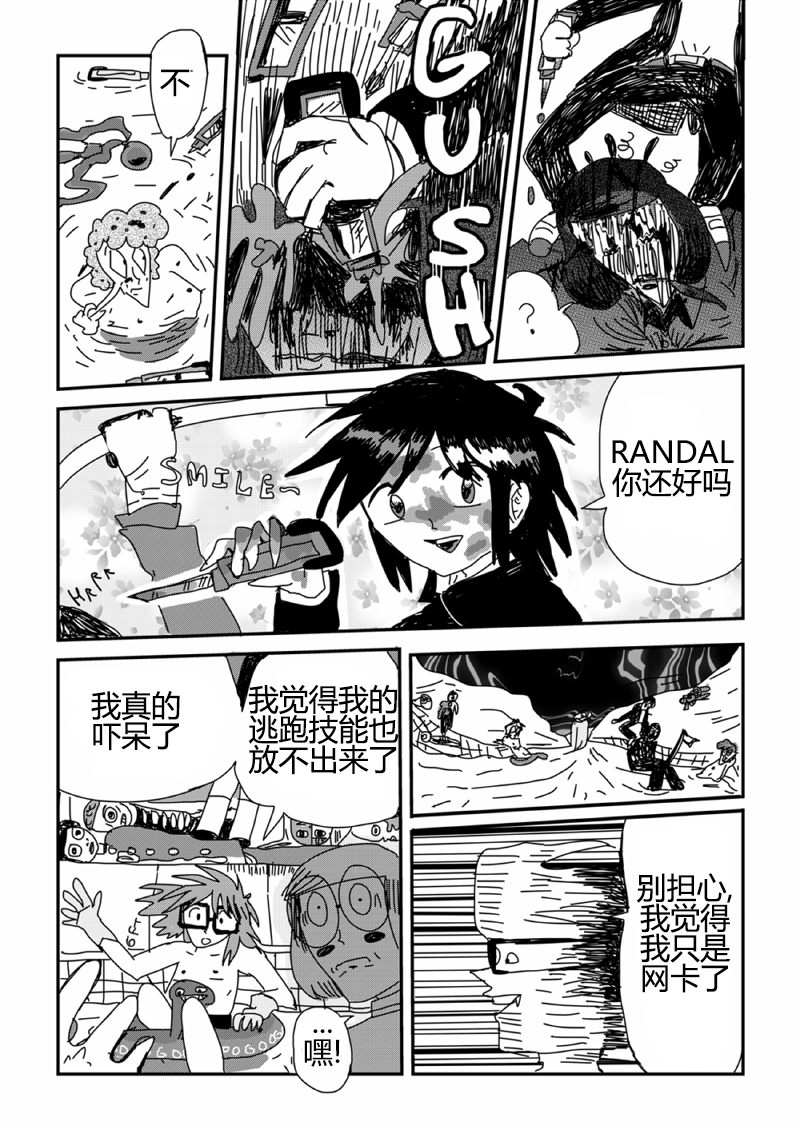 不
GUSH
?
RANDAL
你还好吗
SMILE~
HRRR
我真的
吓呆了
我觉得我的
逃跑技能也
放不出来了
...
嘿!
别担心,
我觉得
我只是
网卡了